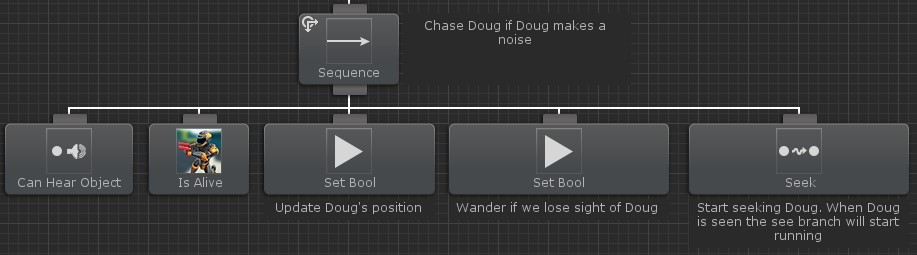 Chase Doug if Doug makes a
noise
Sequence
Can Hear Object
Is Alive
Set Bool
Set Bool
Seek
Update Doug's position
Wander if we lose sight of Doug
Start seeking Doug. When Doug
is seen the see branch will start
running